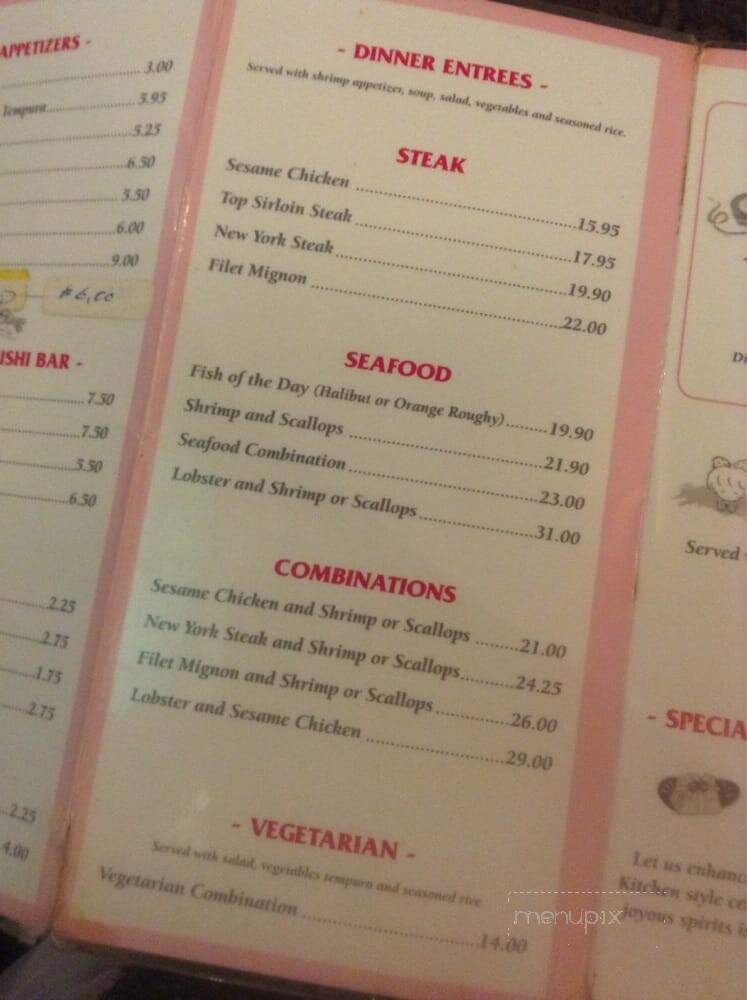 APPETIZERS -
3.00
Tempura 5.95
5.25
6.50
5.50
6.00
9.00
$6,00
ISHI BAR -
7.50
7.50
5.50
6.50
2.25
2.75
1.75
2.75
2.25
4.00
- DINNER ENTREES -
Served with shrimp appetizer, soup, salad, vegetables and seasoned rice.
STEAK
Sesame Chicken 15.95
Top Sirloin Steak 17.95
New York Steak 19.90
Filet Mignon 22.00
SEAFOOD
Fish of the Day (Halibut or Orange Roughy) 19.90
Shrimp and Scallops 21.90
Seafood Combination 23.00
Lobster and Shrimp or Scallops 31.00
COMBINATIONS
Sesame Chicken and Shrimp or Scallops 21.00
New York Steak and Shrimp or Scallops 24.25
Filet Mignon and Shrimp or Scallops 26.00
Lobster and Sesame Chicken 29.00
- VEGETARIAN -
Served with salad, vegetables tempura and seasoned rice.
Vegetarian Combination 14.00
Served
- SPECIA
Let us enhanc
Kitchen style ce
Joyous spirits i
menupix